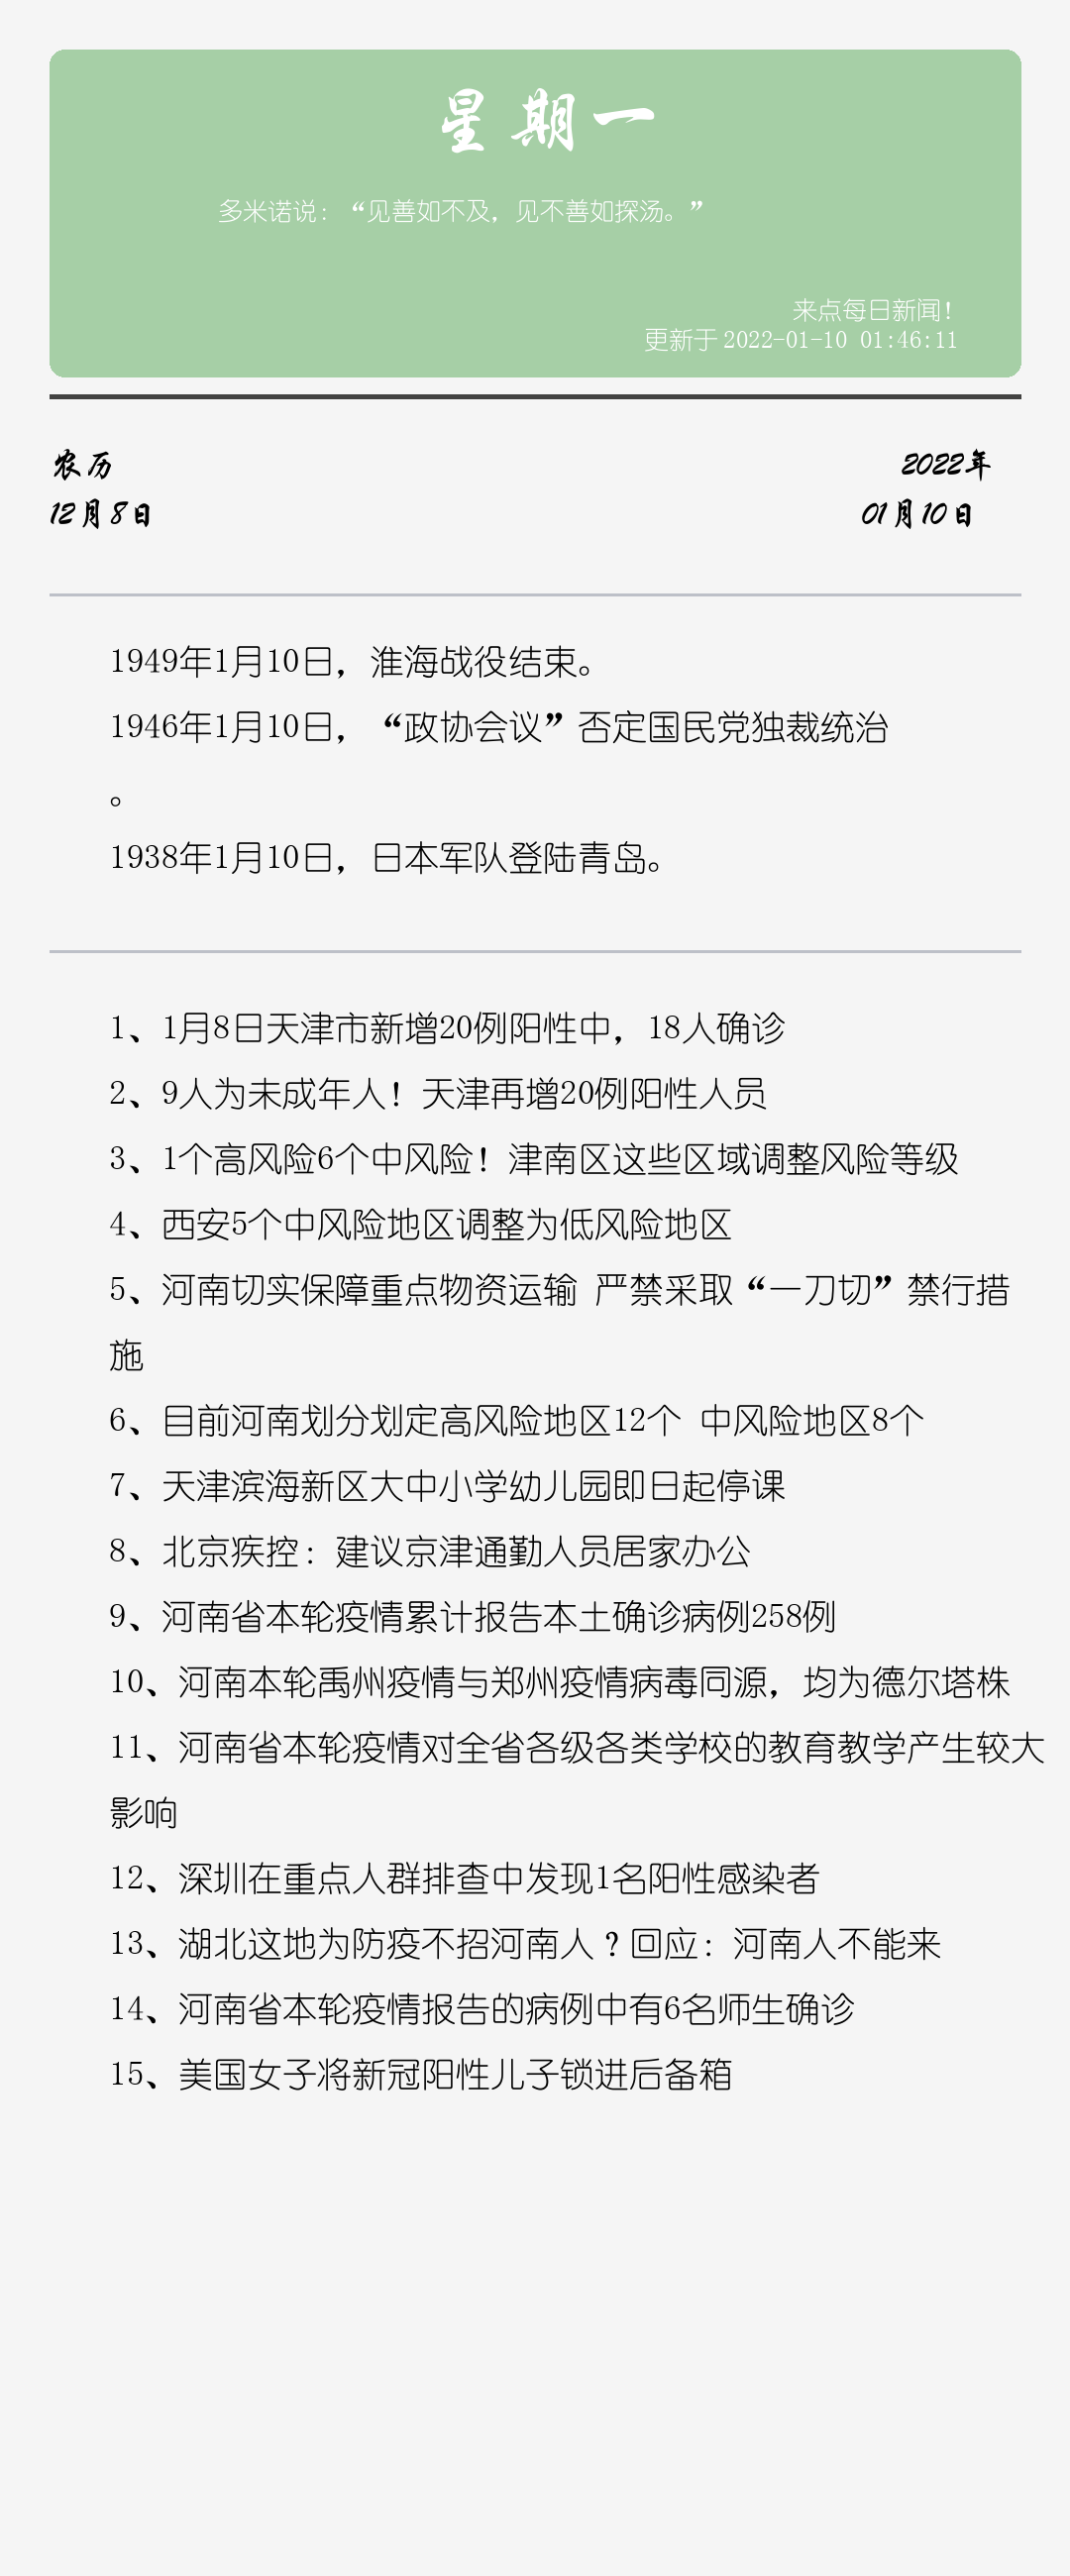 星期一
多米诺说：“见善如不及，见不善如探汤。”
来点每日新闻！
更新于 2022-01-10 01:46:11
农历
2022年
12月8日
01月10日
1949年1月10日，淮海战役结束。
1946年1月10日，“政协会议”否定国民党独裁统治
。
1938年1月10日，日本军队登陆青岛。
1、1月8日天津市新增20例阳性中，18人确诊
2、9人为未成年人！天津再增20例阳性人员
3、1个高风险6个中风险！津南区这些区域调整风险等级
4、西安5个中风险地区调整为低风险地区
5、河南切实保障重点物资运输 严禁采取“一刀切”禁行措
施
6、目前河南划分划定高风险地区12个 中风险地区8个
7、天津滨海新区大中小学幼儿园即日起停课
8、北京疾控：建议京津通勤人员居家办公
9、河南省本轮疫情累计报告本土确诊病例258例
10、河南本轮禹州疫情与郑州疫情病毒同源，均为德尔塔株
11、河南省本轮疫情对全省各级各类学校的教育教学产生较大
影响
12、深圳在重点人群排查中发现1名阳性感染者
13、湖北这地为防疫不招河南人？回应：河南人不能来
14、河南省本轮疫情报告的病例中有6名师生确诊
15、美国女子将新冠阳性儿子锁进后备箱